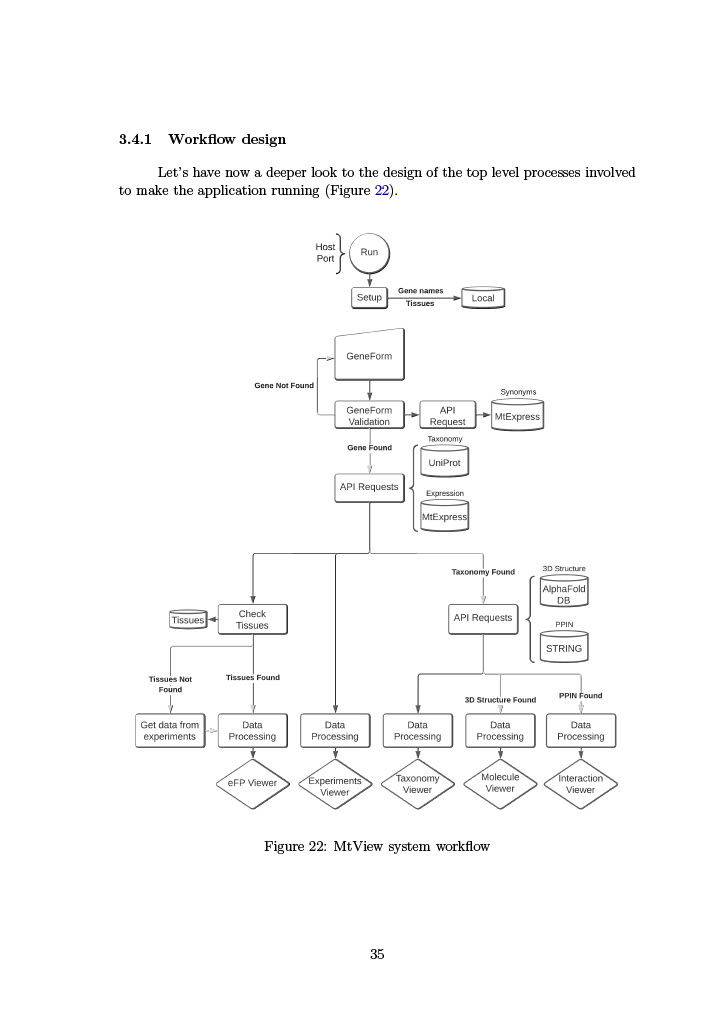 3.4.1 Workflow design
Let's have now a deeper look to the design of the top level processes involved
to make the application running (Figure 22).
Host
Port
Run
Setup
Gene names
Tissues
Local
GeneForm
Gene Not Found
GeneForm
Validation
API
Request
Synonyms
MtExpress
Gene Found
Taxonomy
UniProt
API Requests
Expression
MtExpress
Taxonomy Found
3D Structure
AlphaFold
DB
Tissues
Check
Tissues
API Requests
PPIN
STRING
Tissues Not
Found
Tissues Found
3D Structure Found
PPIN Found
Get data from
experiments
Data
Processing
Data
Processing
Data
Processing
Data
Processing
Data
Processing
eFP Viewer
Experiments
Viewer
Taxonomy
Viewer
Molecule
Viewer
Interaction
Viewer
Figure 22: MtView system workflow
35